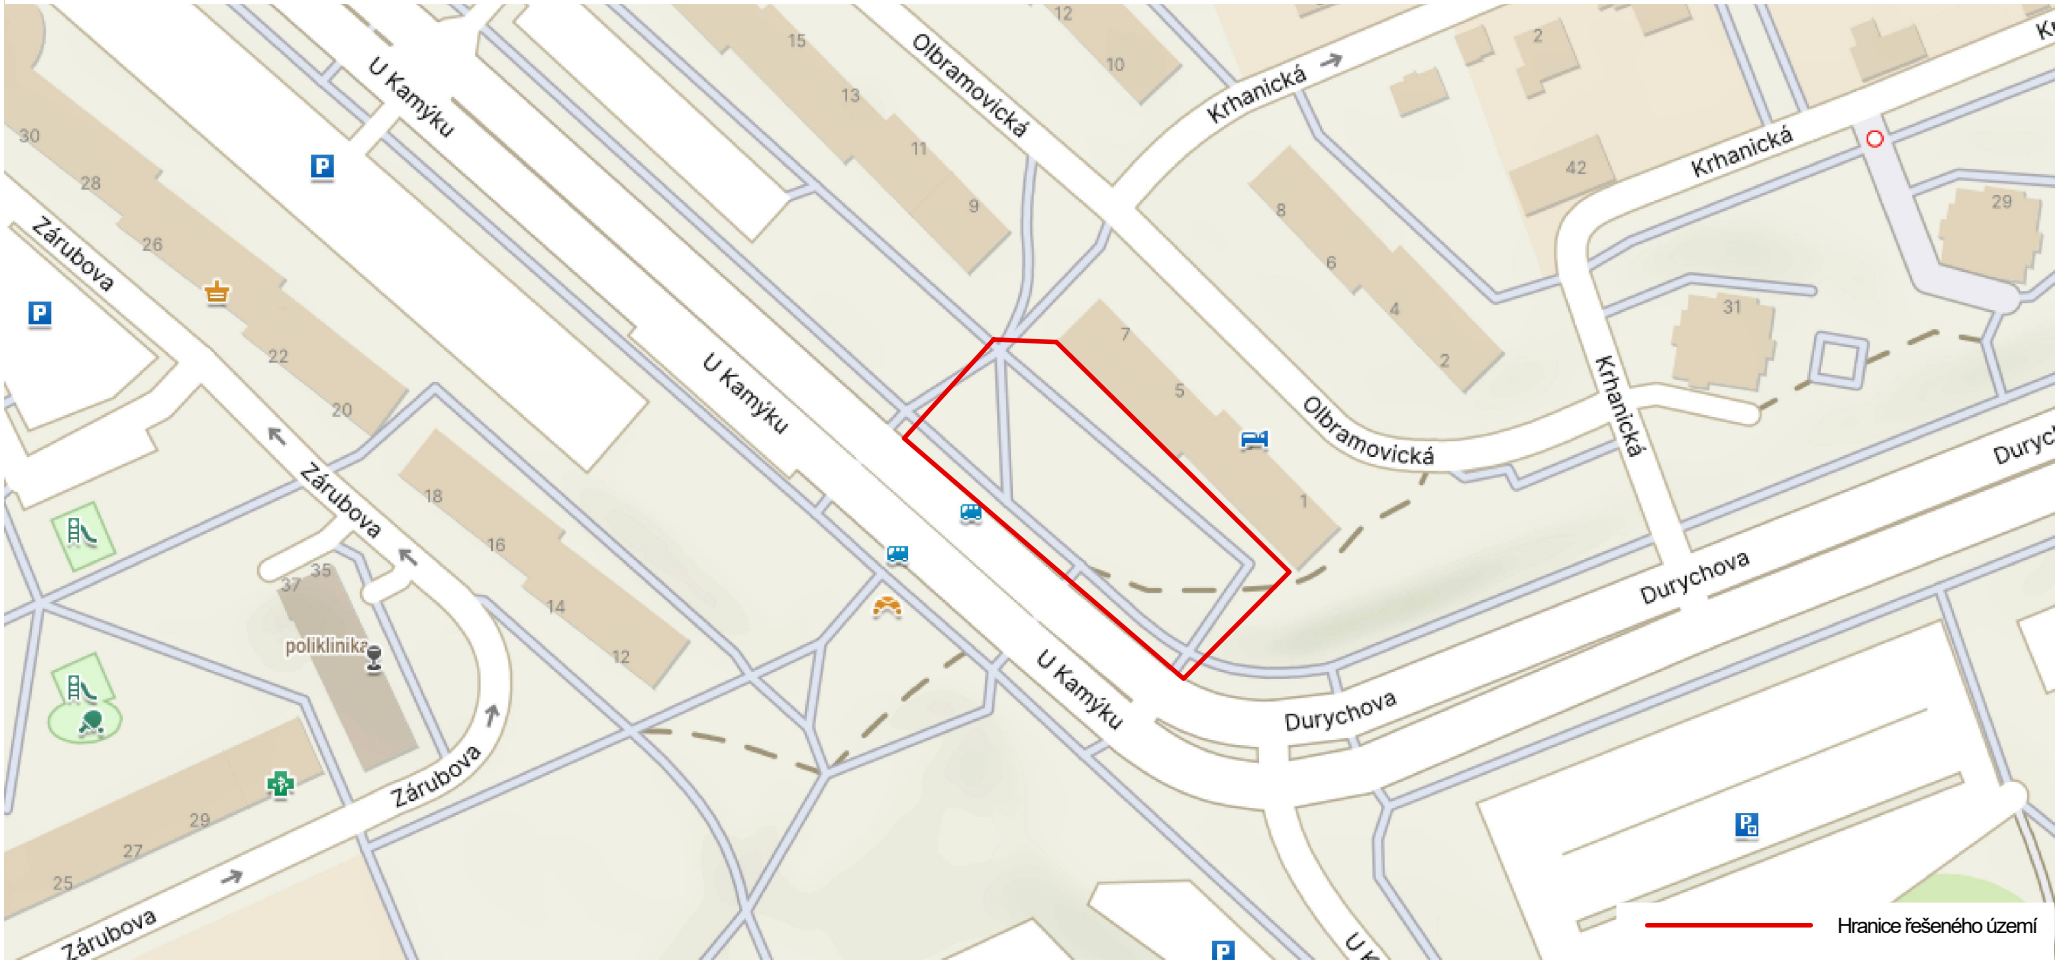 12
15
10
2
Olbramovická
Krhanická
U Kamýku
13
11
9
30
28
26
22
20
P
P
Zárubova
42
Krhanická
29
31
8
6
4
2
7
5
1
U Kamýku
Olbramovická
Krhanická
18
16
14
12
Zárubova
35
37
poliklinika
Durychova
U Kamýku
Durychova
Zárubova
29
27
25
Zárubova
P
P
Hranice řešeného území